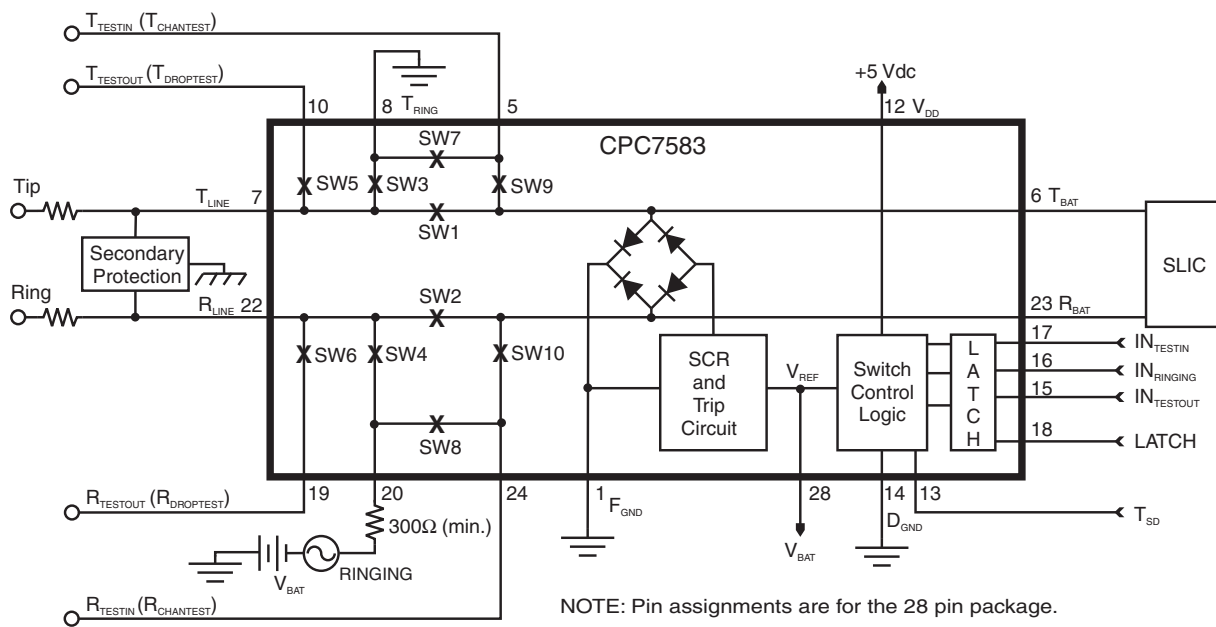 TTESTIN (TCHANTEST)
TTESTOUT (TDROPTEST)
+5 Vdc
10
8 TRING
5
12 VDD
SW7
CPC7583
SW5
SW3
SW9
Tip
TLINE 7
6 TBAT
SW1
Secondary
Protection
SLIC
Ring
RLINE 22
SW2
23 RBAT
SW6
SW4
SW10
SCR
and
Trip
Circuit
VREF
Switch
Control
Logic
L
A
T
C
H
17
INTESTIN
16
INRINGING
15
INTESTOUT
18
LATCH
SW8
19
20
24
1 FGND
28
14
13
DGND
RTESTOUT (RDROPTEST)
300Ω (min.)
TSD
VBAT
RINGING
VBAT
RTESTIN (RCHANTEST)
NOTE: Pin assignments are for the 28 pin package.